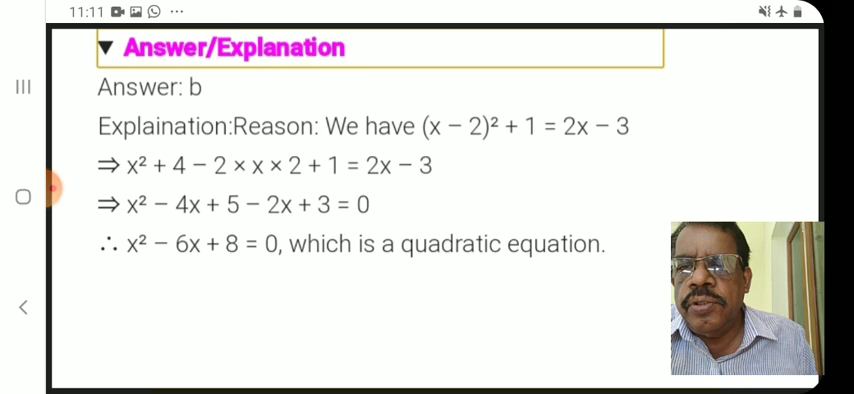 11:11 ...
▼ Answer/Explanation
Answer: b
Explaination:Reason: We have (x – 2)² + 1 = 2x – 3
⇒ x² + 4 – 2 × x × 2 + 1 = 2x – 3
⇒ x² – 4x + 5 – 2x + 3 = 0
∴ x² – 6x + 8 = 0, which is a quadratic equation.